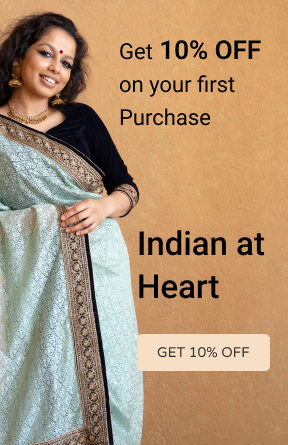 Get 10% OFF
on your first
Purchase
Indian at
Heart
GET 10% OFF